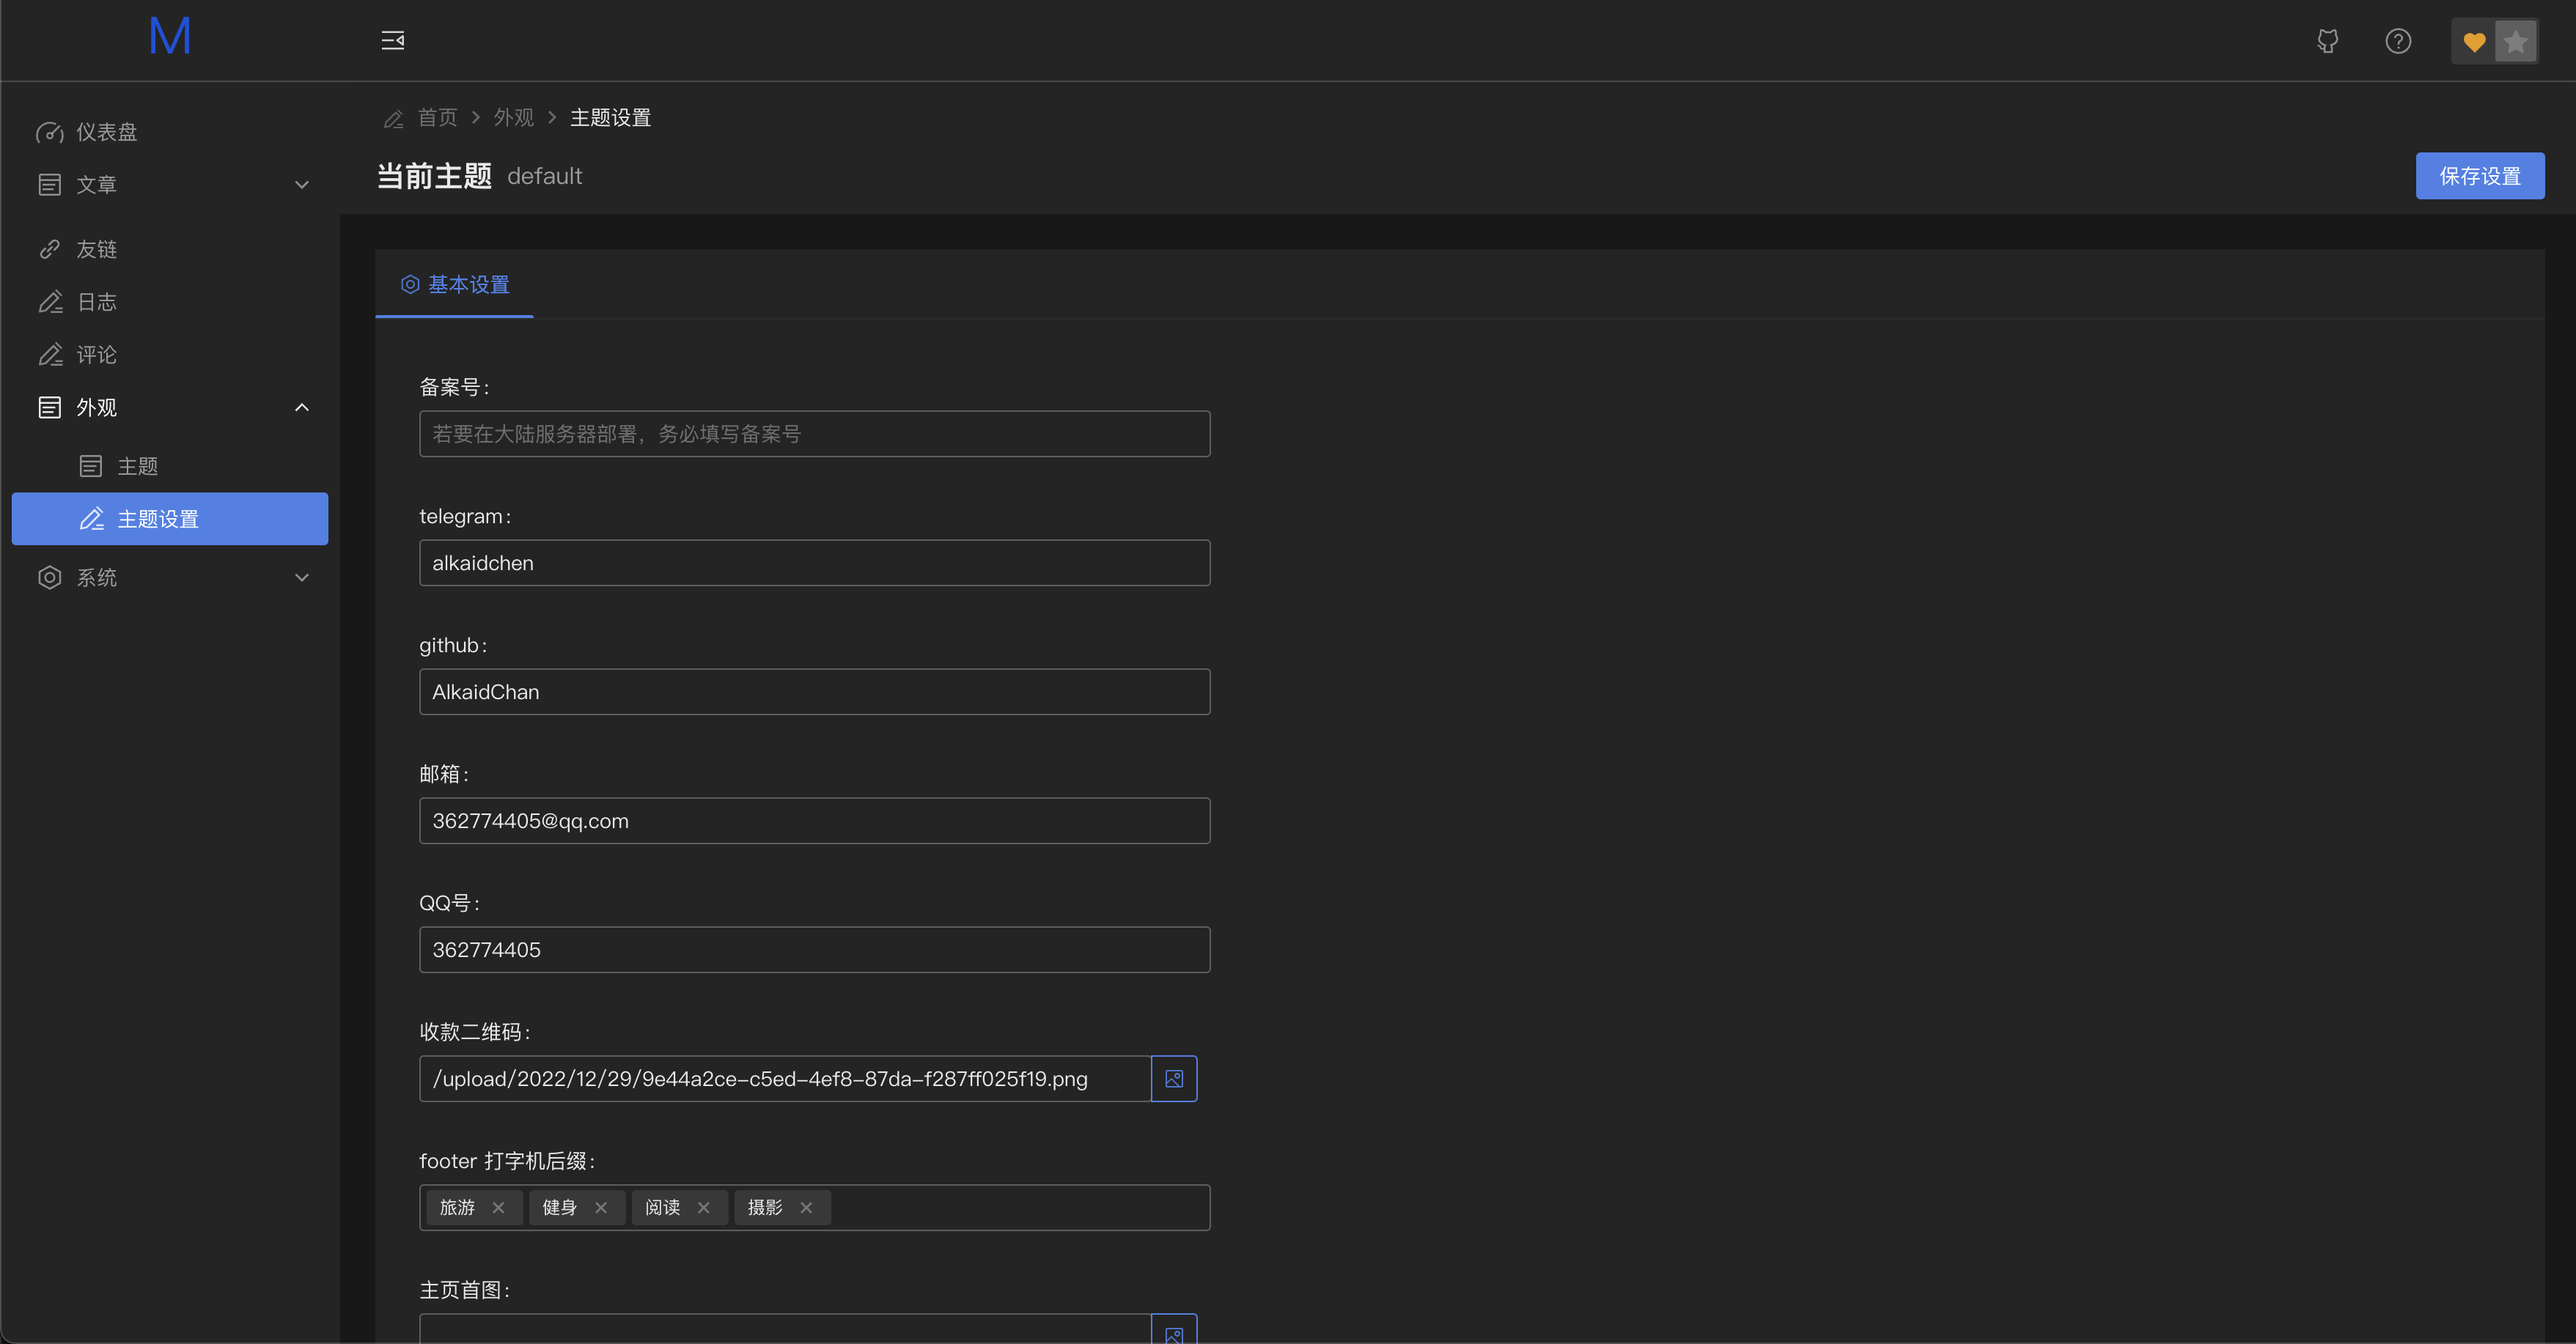 M
仪表盘
文章
友链
日志
评论
外观
主题
主题设置
系统
首页 > 外观 > 主题设置
当前主题 default
保存设置
基本设置
备案号:
若要在大陆服务器部署，务必填写备案号
telegram:
alkaidchen
github:
AlkaidChan
邮箱:
362774405@qq.com
QQ号:
362774405
收款二维码:
/upload/2022/12/29/9e44a2ce-c5ed-4ef8-87da-f287ff025f19.png
footer 打字机后缀:
旅游 健身 阅读 摄影
主页首图: